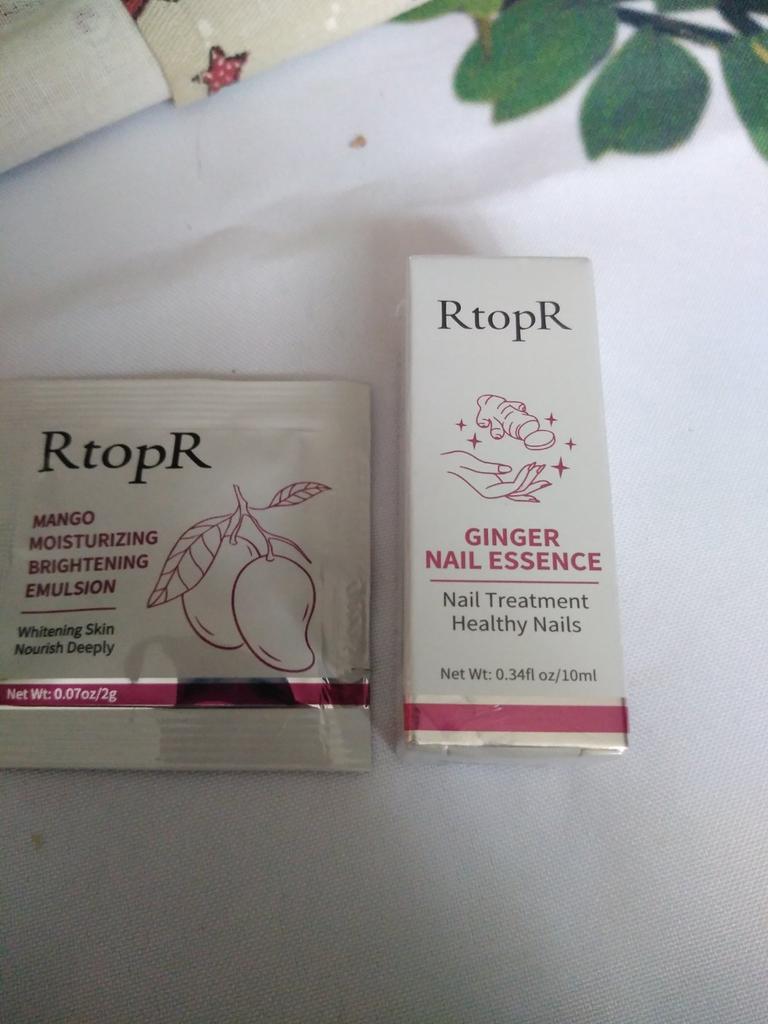 RtopR
MANGO
MOISTURIZING
BRIGHTENING
EMULSION
Whitening Skin
Nourish Deeply
Net Wt: 0.07oz/2g
RtopR
GINGER
NAIL ESSENCE
Nail Treatment
Healthy Nails
Net Wt: 0.34fl oz/10ml